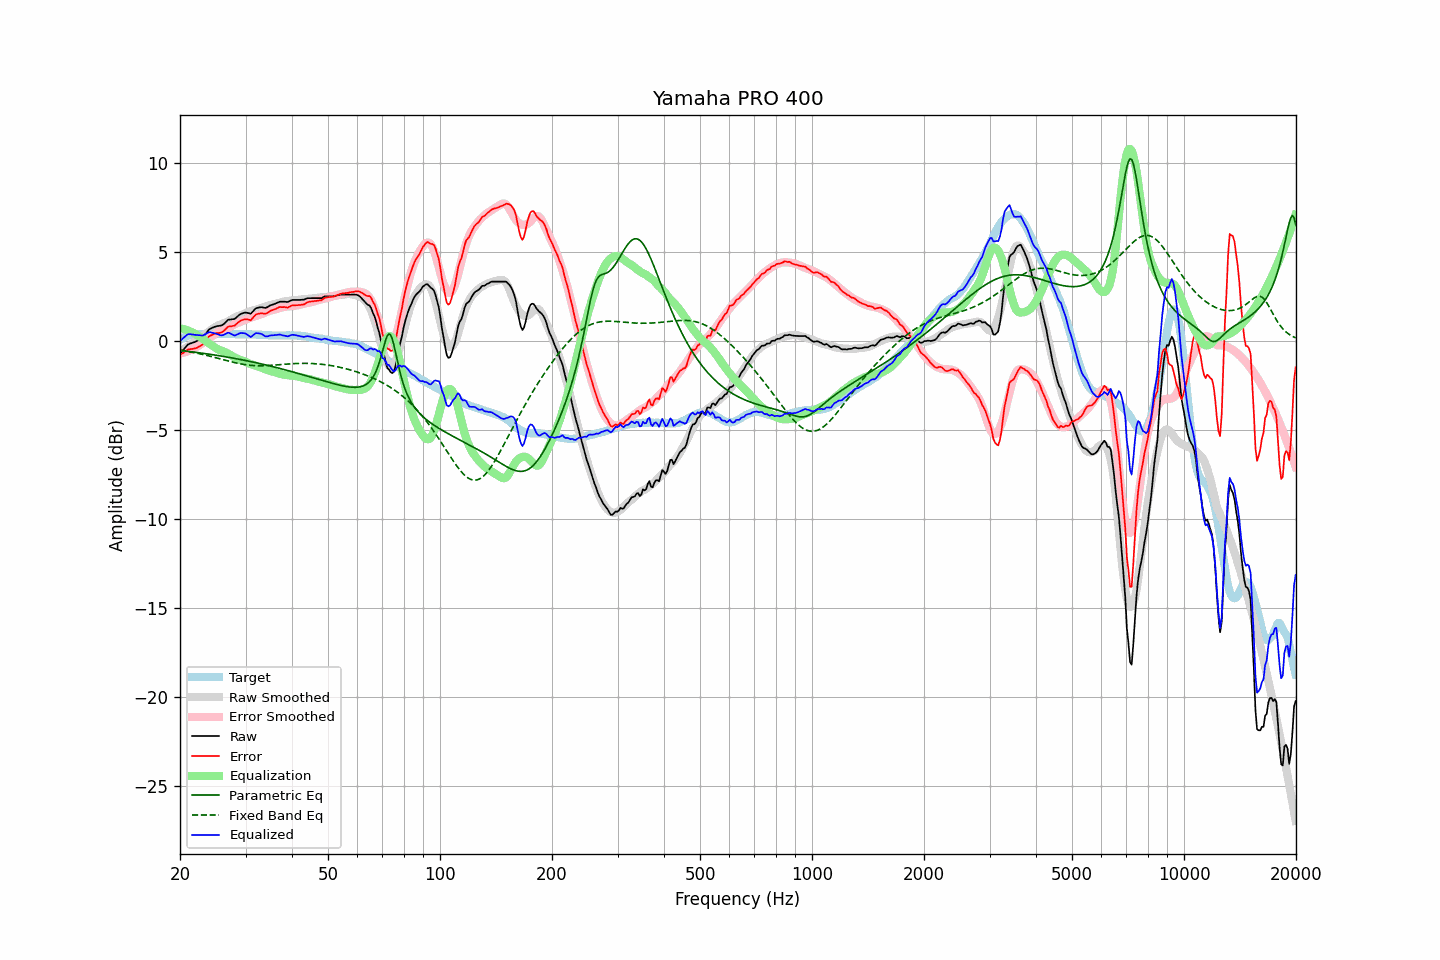 Yamaha PRO 400
Amplitude (dBr)
10
5
0
−5
−10
−15
−20
−25
Target
Raw Smoothed
Error Smoothed
Raw
Error
Equalization
Parametric Eq
Fixed Band Eq
Equalized
20 50 100 200 500 1000 2000 5000 10000 20000
Frequency (Hz)